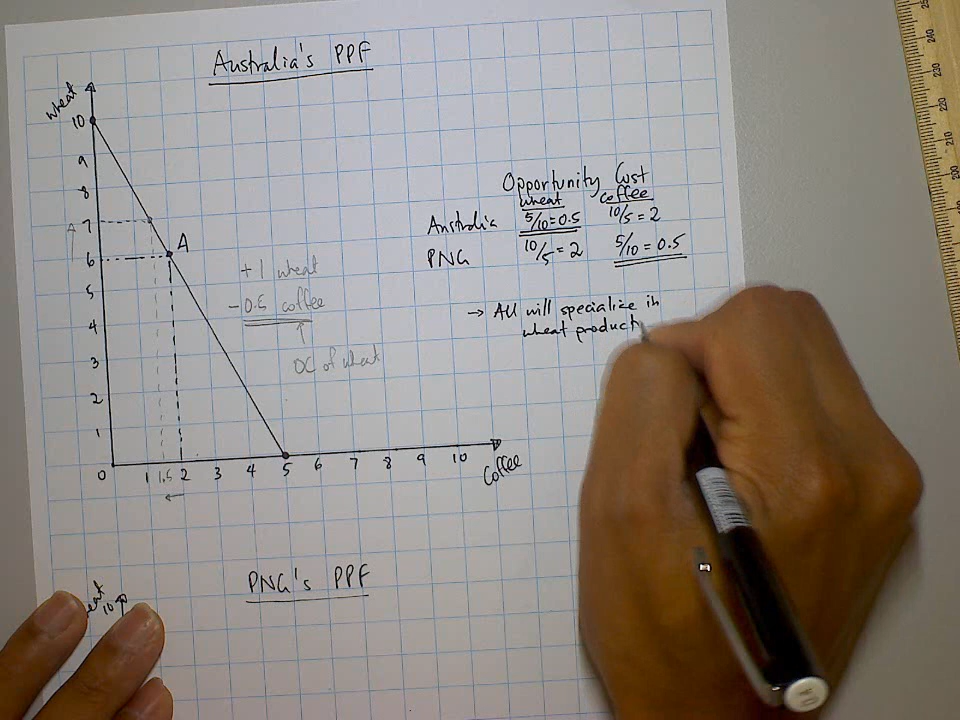 Australia's PPF
wheat
10
9
8
7
6
5
4
3
2
1
0
A
+1 wheat
-0.5 coffee
OC of wheat
1 1.5 2 3 4 5 6 7 8 9 10
coffee
Opportunity Cost
wheat coffee
Australia 5/10=0.5 10/5=2
PNG 10/5=2 5/10=0.5
→ AU will specialize in
wheat product
PNG's PPF
10
240
230
220
210
200
190